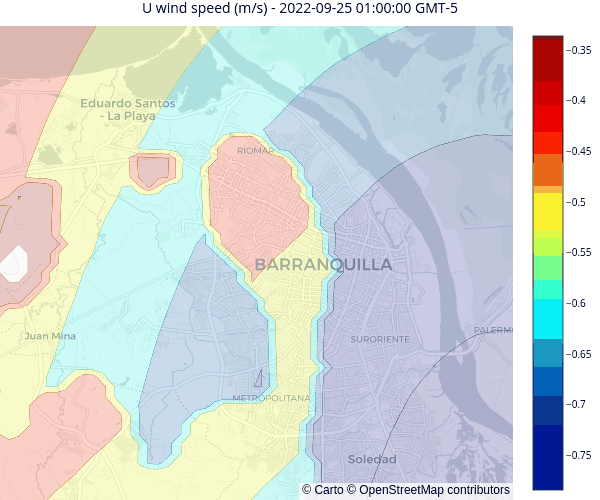 U wind speed (m/s) - 2022-09-25 01:00:00 GMT-5
Eduardo Santos
- La Playa
RIOMAR
BARRANQUILLA
Juan Mina
SURORIENTE
PALERMO
METROPOLITANA
Soledad
© Carto © OpenStreetMap contributors
−0.35
−0.4
−0.45
−0.5
−0.55
−0.6
−0.65
−0.7
−0.75